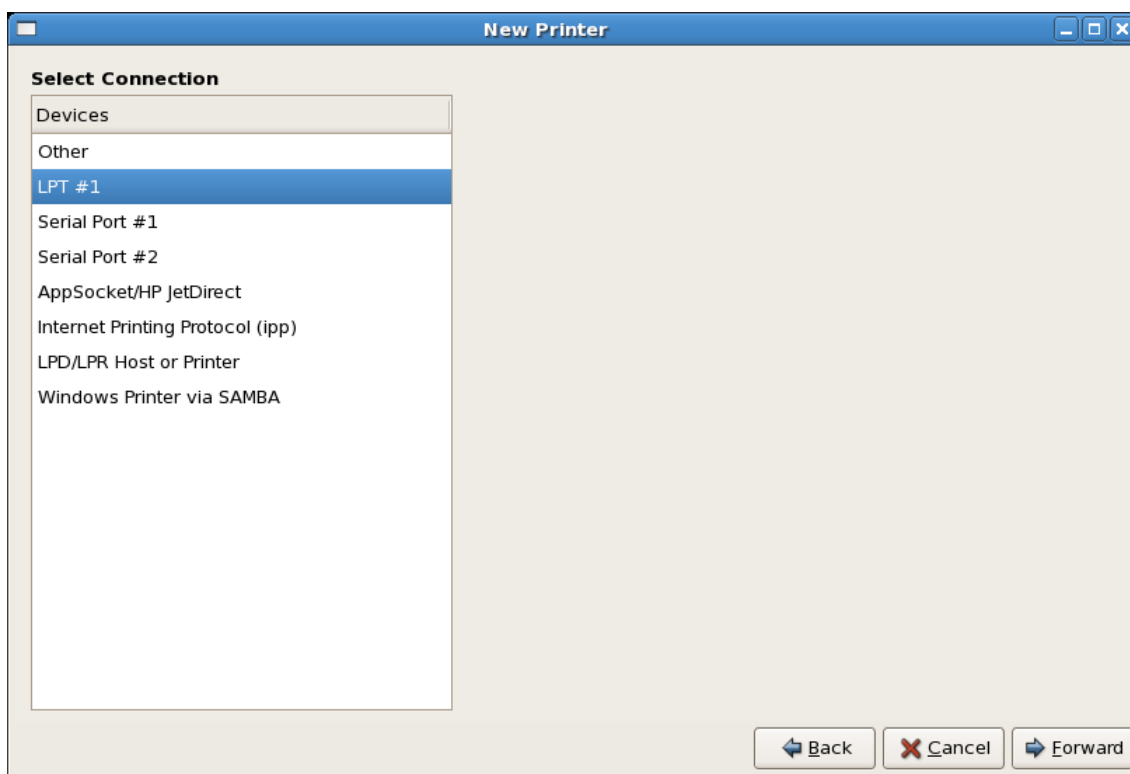 New Printer
Select Connection
Devices
Other
LPT #1
Serial Port #1
Serial Port #2
AppSocket/HP JetDirect
Internet Printing Protocol (ipp)
LPD/LPR Host or Printer
Windows Printer via SAMBA
Back Cancel Forward